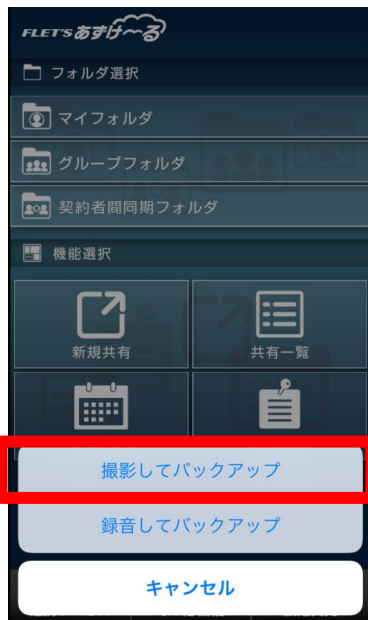 FLET'S あずけ〜る
フォルダ選択
マイフォルダ
グループフォルダ
契約者間同期フォルダ
機能選択
新規共有
共有一覧
撮影してバックアップ
録音してバックアップ
キャンセル